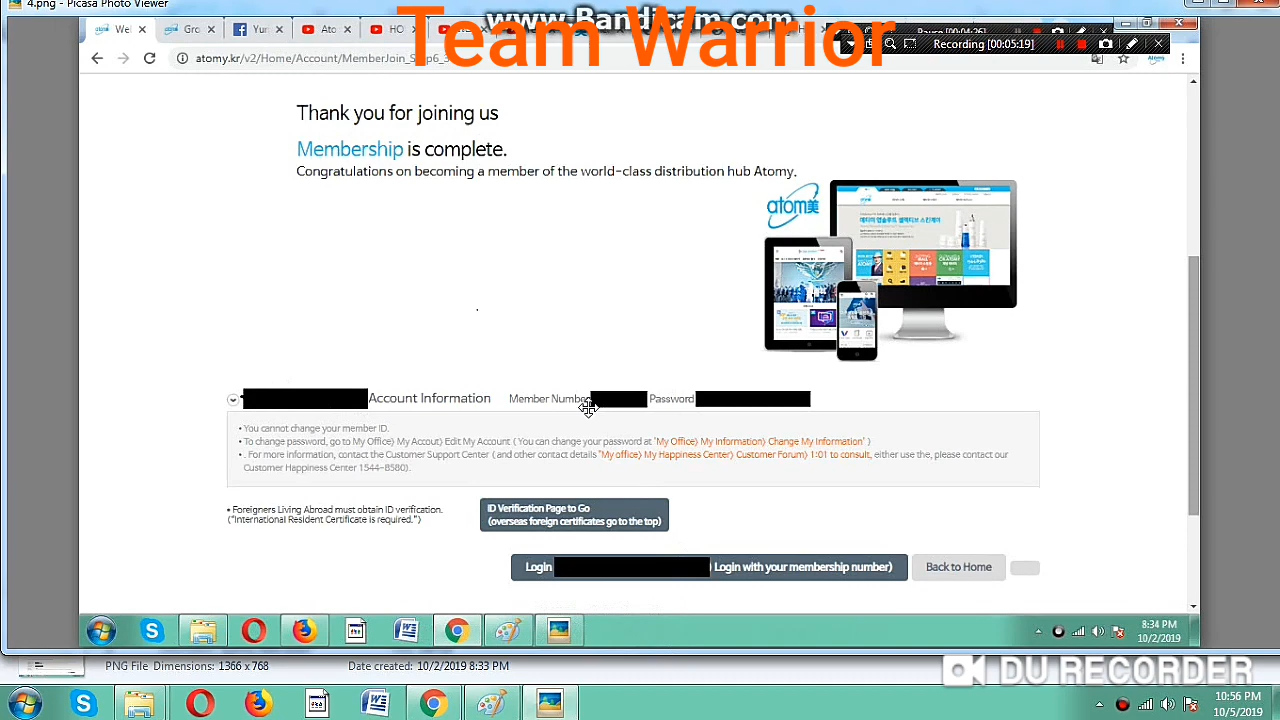 4.png - Picasa Photo Viewer
www.Bandicam.com
Team Warrior
Recording [00:05:19]
atomy.kr/v2/Home/Account/MemberJoin_
Thank you for joining us
Membership is complete.
Congratulations on becoming a member of the world-class distribution hub Atomy.
atom美
Account Information Member Number Password
• You cannot change your member ID.
• To change password, go to My Office〉My Accout〉Edit My Account ( You can change your password at 'My Office〉My Information〉Change My Information' )
• . For more information, contact the Customer Support Center ( and other contact details "My office〉My Happiness Center〉Customer Forum〉1:01 to consult, either use the, please contact our
Customer Happiness Center 1544-8580).
• Foreigners Living Abroad must obtain ID verification.
("International Resident Certificate is required.")
ID Verification Page to Go
(overseas foreign certificates go to the top)
Login ) Login with your membership number)
Back to Home
8:34 PM
10/2/2019
PNG File Dimensions: 1366 x 768 Date created: 10/2/2019 8:33 PM
DU RECORDER
10:56 PM
10/5/2019